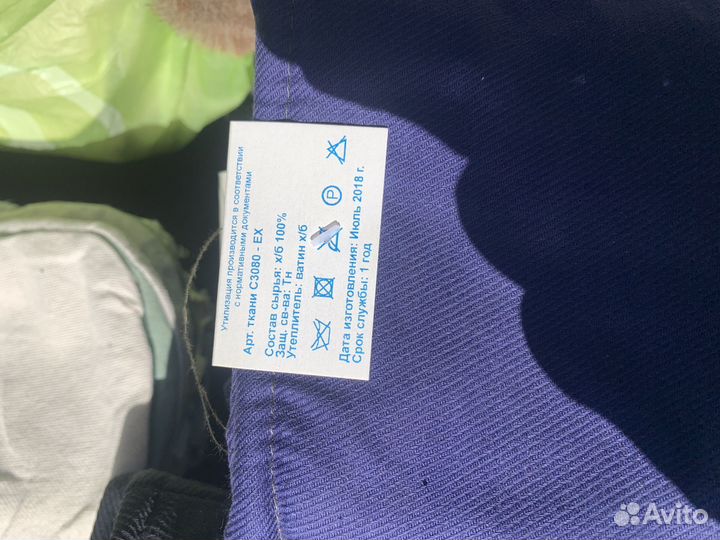 Утилизация производится в соответствии
с нормативными документами
Арт. ткани С3080 - ЕХ
Состав сырья: х/б 100%
Защ. св-ва: Тн
Утеплитель: ватин х/б
P
Дата изготовления: Июль 2018 г.
Срок службы: 1 год
Avito